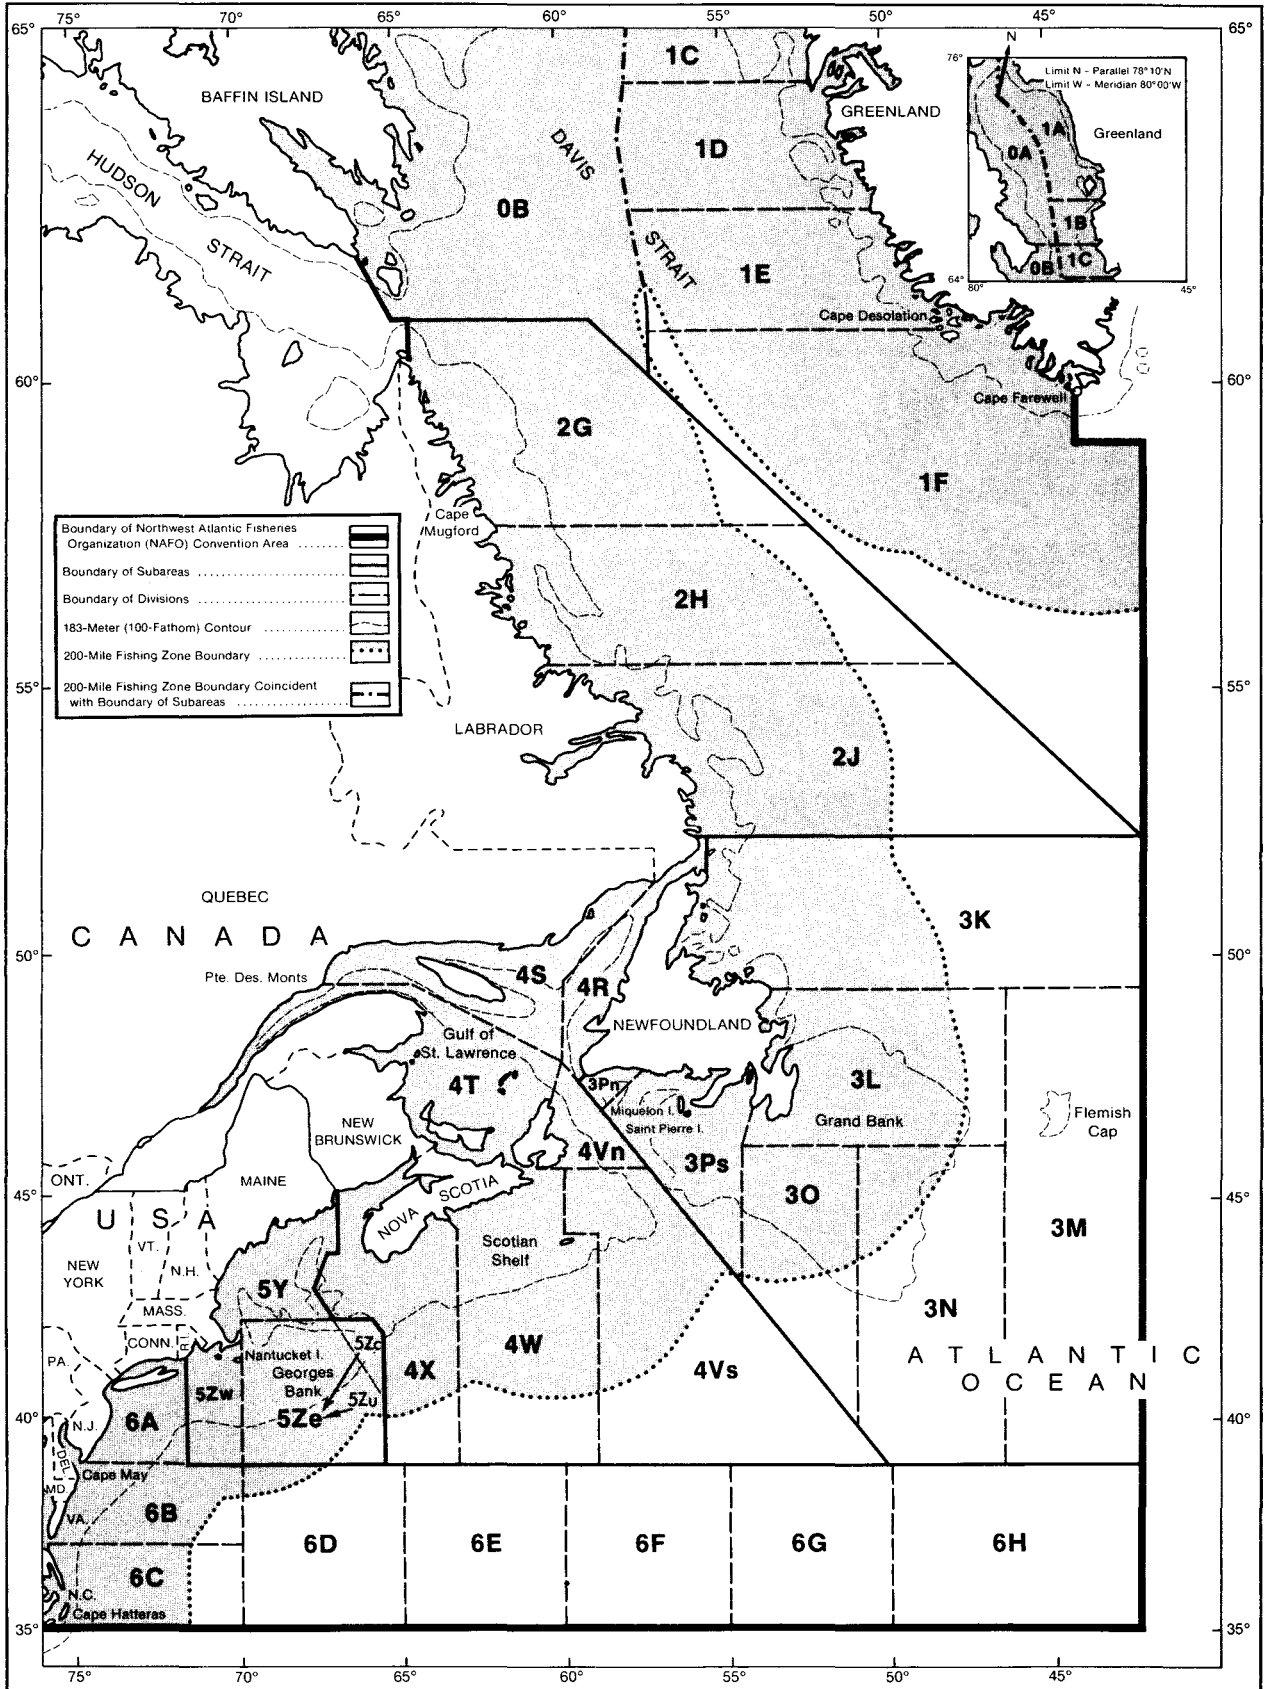 75° 70° 65° 60° 55° 50° 45°
65° 65°
N
76°
Limit N - Parallel 78°10'N
Limit W - Meridian 80°00'W
1A
Greenland
0A
1B
1C
0B
64°
80° 45°
1C
BAFFIN ISLAND
GREENLAND
DAVIS
STRAIT
1D
HUDSON
STRAIT
0B
1E
Cape Desolation
60° 60°
Cape Farewell
2G
1F
Cape
Mugford
Boundary of Northwest Atlantic Fisheries
Organization (NAFO) Convention Area
Boundary of Subareas
Boundary of Divisions
183-Meter (100-Fathom) Contour
200-Mile Fishing Zone Boundary
200-Mile Fishing Zone Boundary Coincident
with Boundary of Subareas
2H
55° 55°
LABRADOR
2J
QUEBEC
CANADA
3K
50° 50°
Pte. Des. Monts
4S
4R
NEWFOUNDLAND
Gulf of
St. Lawrence
4T
3Pn
3L
Miquelon I.
Saint Pierre I.
Grand Bank
Flemish
Cap
NEW
BRUNSWICK
4Vn
3Ps
ONT.
MAINE
NOVA SCOTIA
3O
45° 45°
USA
3M
VT.
NEW
YORK
N.H.
Scotian
Shelf
5Y
MASS.
3N
CONN.
R.I.
PA.
Nantucket I.
Georges
Bank
5Zc
4X
4W
4Vs
ATLANTIC
OCEAN
5Zw
5Zu
5Ze
40° 40°
N.J.
6A
DEL.
Cape May
MD.
VA.
6B
6D
6E
6F
6G
6H
6C
N.C.
Cape Hatteras
35° 35°
75° 70° 65° 60° 55° 50° 45°